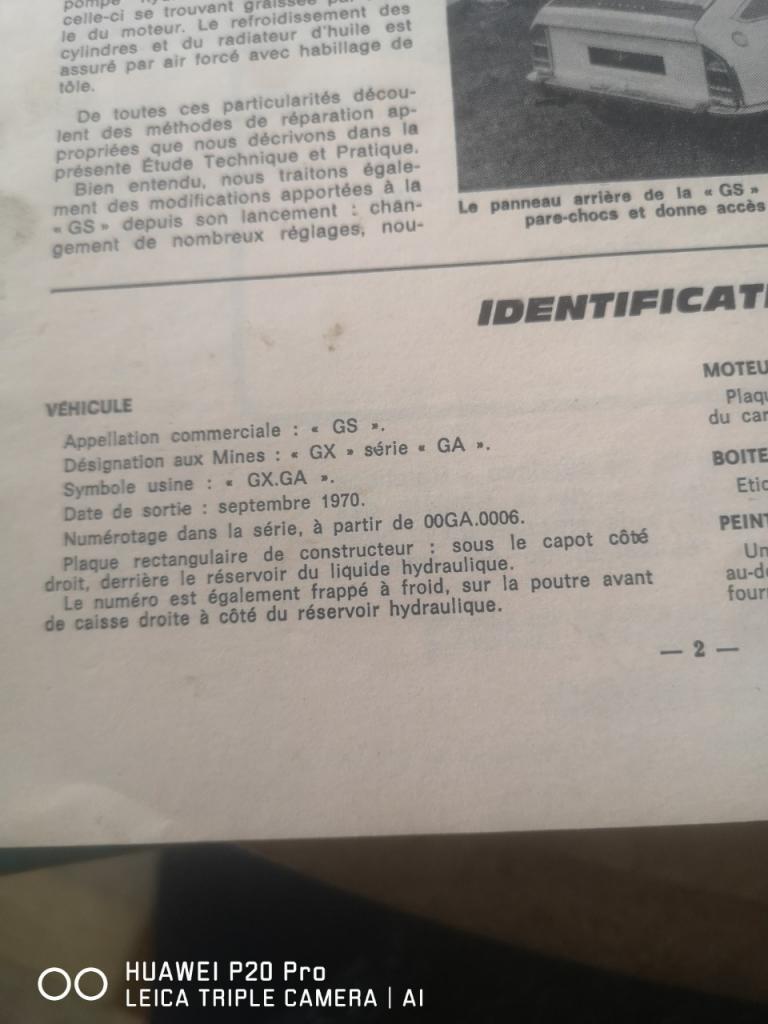 celle-ci se trouvant graissée
le du moteur. Le refroidissement des
cylindres et du radiateur d'huile est
assuré par air forcé avec habillage de
tôle.
De toutes ces particularités décou-
lent des méthodes de réparation ap-
propriées que nous décrivons dans la
présente Étude Technique et Pratique.
Bien entendu, nous traitons égale-
ment des modifications apportées à la
« GS » depuis son lancement : chan-
gement de nombreux réglages, nou-
Le panneau arrière de la « GS »
pare-chocs et donne accès
IDENTIFICATI
VÉHICULE
Appellation commerciale : « GS ».
Désignation aux Mines : « GX » série « GA ».
Symbole usine : « GX.GA ».
Date de sortie : septembre 1970.
Numérotage dans la série, à partir de 00GA.0006.
Plaque rectangulaire de constructeur : sous le capot côté
droit, derrière le réservoir du liquide hydraulique.
Le numéro est également frappé à froid, sur la poutre avant
de caisse droite à côté du réservoir hydraulique.
MOTEU
Plaqu
du car
BOITE
Etic
PEINT
Un
au-de
four
— 2 —
HUAWEI P20 Pro
LEICA TRIPLE CAMERA | AI